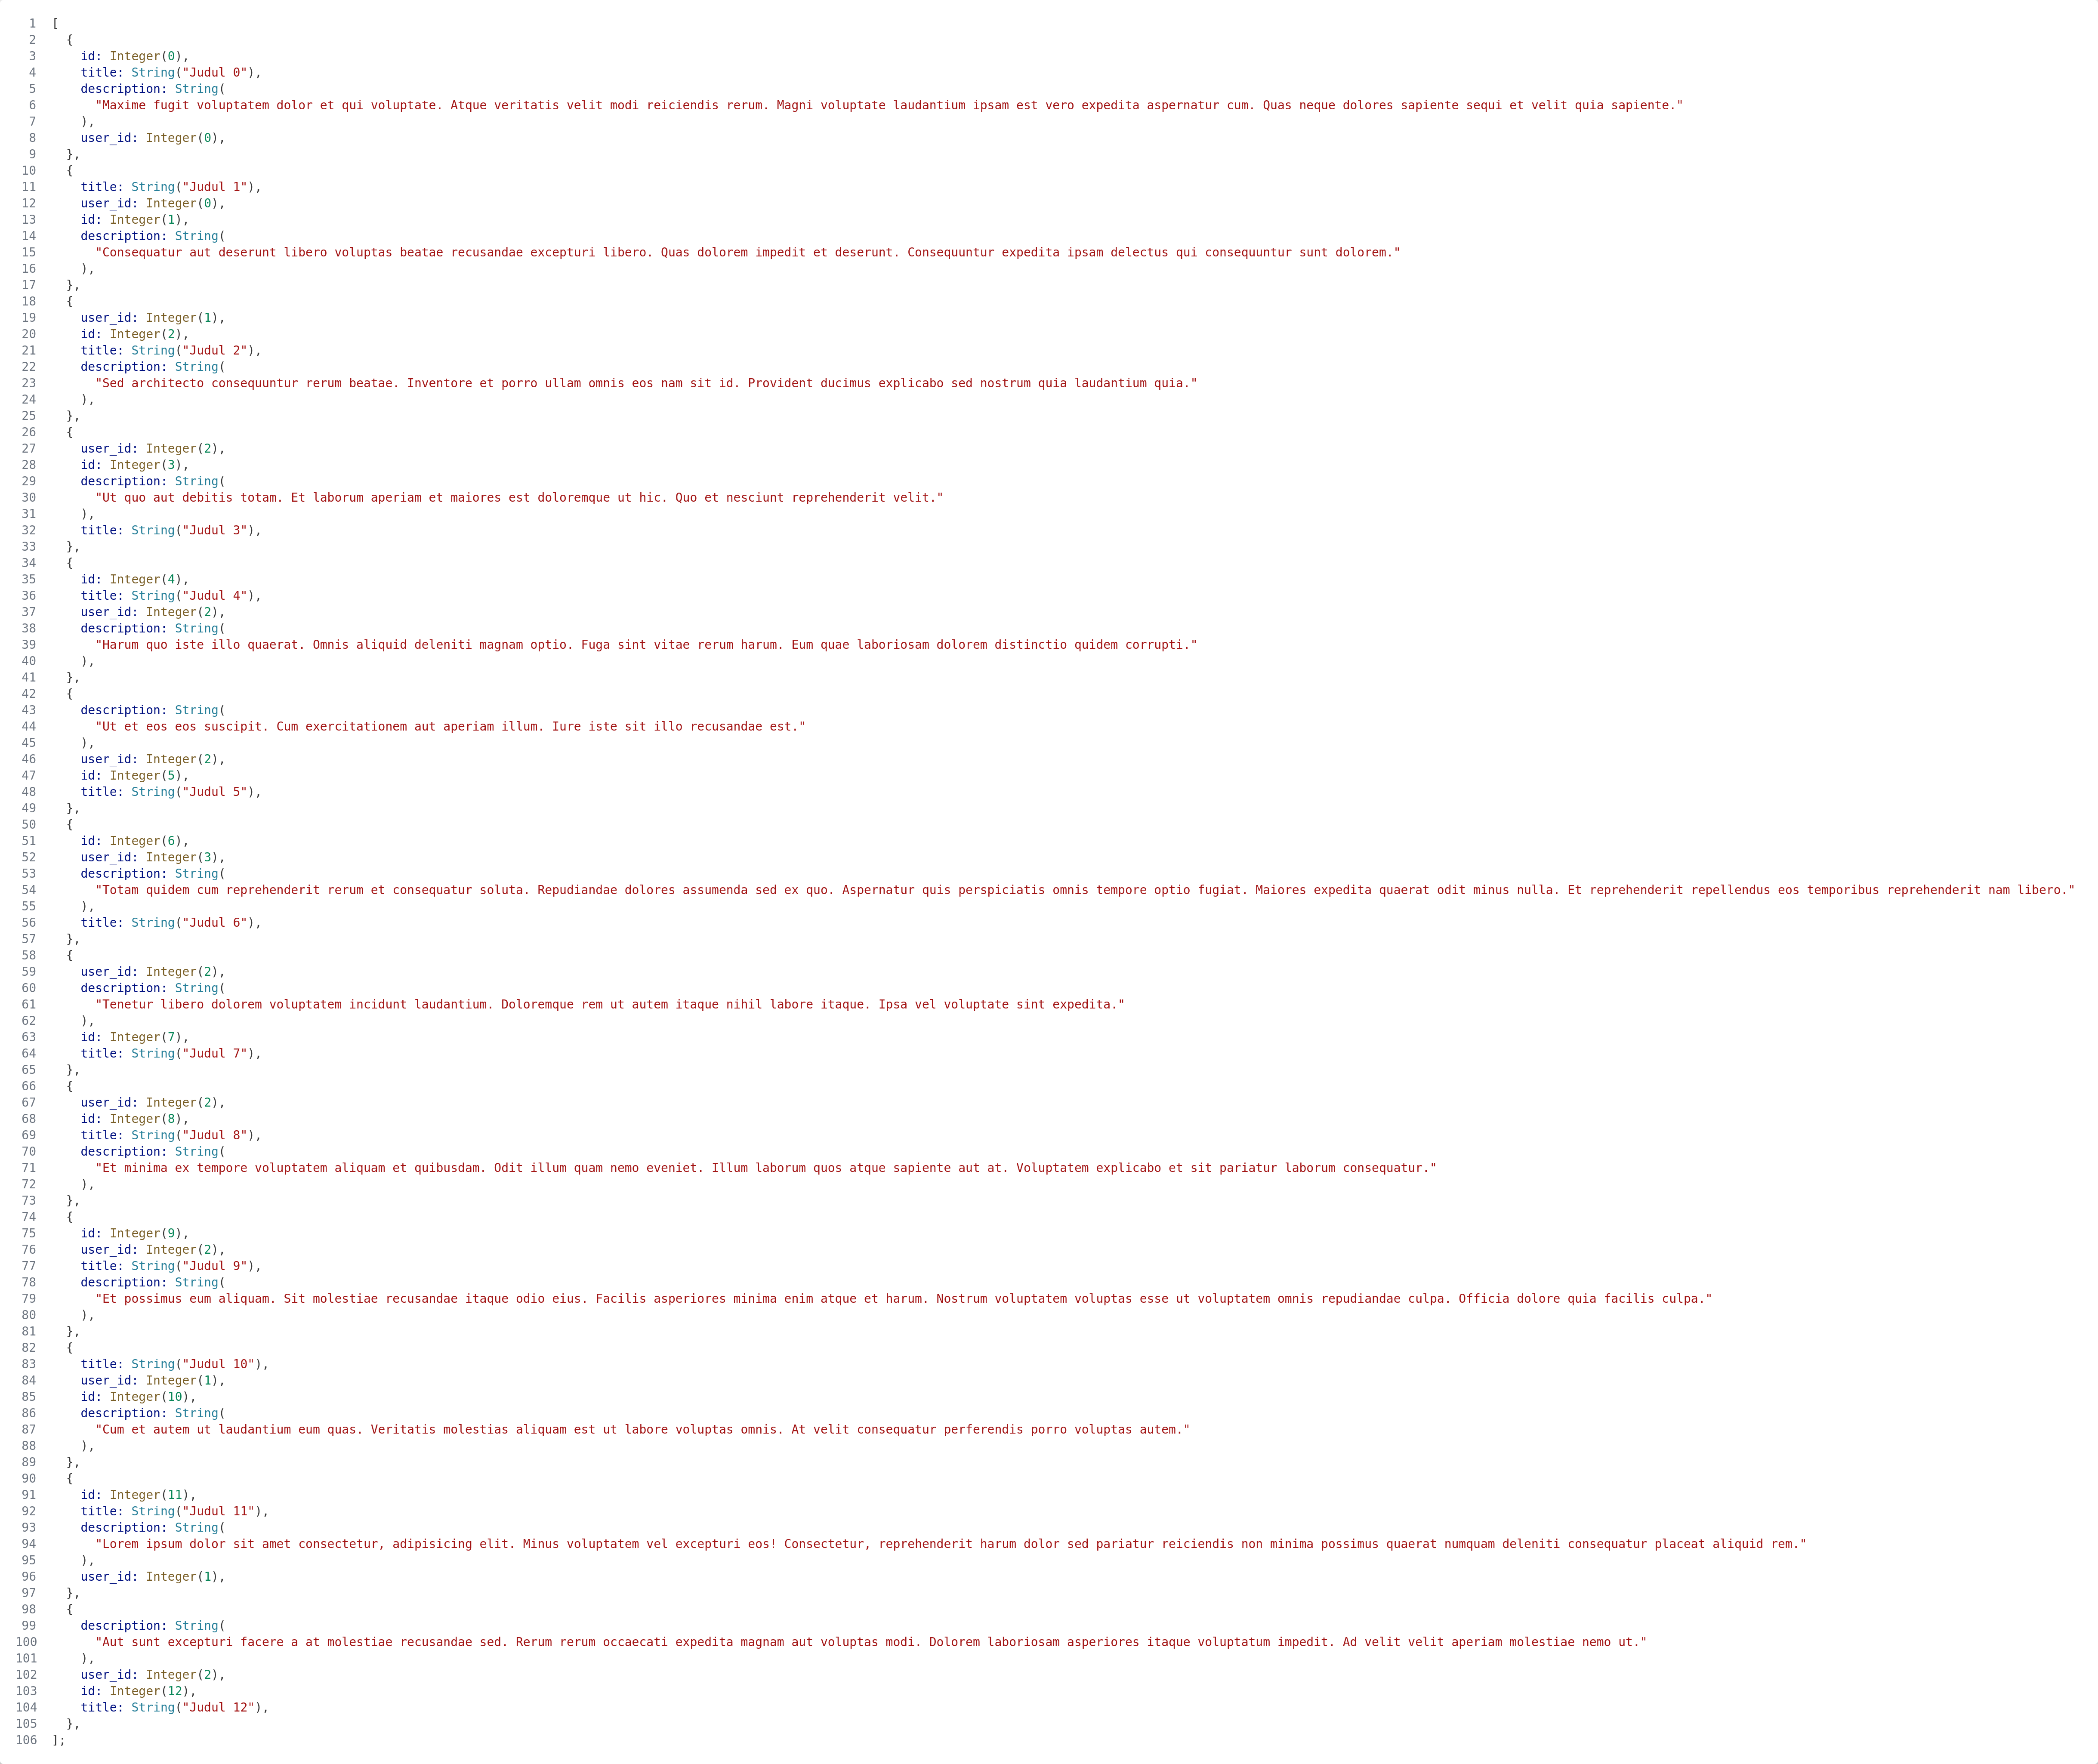 1 [
2   {
3     id: Integer(0),
4     title: String("Judul 0"),
5     description: String(
6       "Maxime fugit voluptatem dolor et qui voluptate. Atque veritatis velit modi reiciendis rerum. Magni voluptate laudantium ipsam est vero expedita aspernatur cum. Quas neque dolores sapiente sequi et velit quia sapiente."
7     ),
8     user_id: Integer(0),
9   },
10   {
11     title: String("Judul 1"),
12     user_id: Integer(0),
13     id: Integer(1),
14     description: String(
15       "Consequatur aut deserunt libero voluptas beatae recusandae excepturi libero. Quas dolorem impedit et deserunt. Consequuntur expedita ipsam delectus qui consequuntur sunt dolorem."
16     ),
17   },
18   {
19     user_id: Integer(1),
20     id: Integer(2),
21     title: String("Judul 2"),
22     description: String(
23       "Sed architecto consequuntur rerum beatae. Inventore et porro ullam omnis eos nam sit id. Provident ducimus explicabo sed nostrum quia laudantium quia."
24     ),
25   },
26   {
27     user_id: Integer(2),
28     id: Integer(3),
29     description: String(
30       "Ut quo aut debitis totam. Et laborum aperiam et maiores est doloremque ut hic. Quo et nesciunt reprehenderit velit."
31     ),
32     title: String("Judul 3"),
33   },
34   {
35     id: Integer(4),
36     title: String("Judul 4"),
37     user_id: Integer(2),
38     description: String(
39       "Harum quo iste illo quaerat. Omnis aliquid deleniti magnam optio. Fuga sint vitae rerum harum. Eum quae laboriosam dolorem distinctio quidem corrupti."
40     ),
41   },
42   {
43     description: String(
44       "Ut et eos eos suscipit. Cum exercitationem aut aperiam illum. Iure iste sit illo recusandae est."
45     ),
46     user_id: Integer(2),
47     id: Integer(5),
48     title: String("Judul 5"),
49   },
50   {
51     id: Integer(6),
52     user_id: Integer(3),
53     description: String(
54       "Totam quidem cum reprehenderit rerum et consequatur soluta. Repudiandae dolores assumenda sed ex quo. Aspernatur quis perspiciatis omnis tempore optio fugiat. Maiores expedita quaerat odit minus nulla. Et reprehenderit repellendus eos temporibus reprehenderit nam libero."
55     ),
56     title: String("Judul 6"),
57   },
58   {
59     user_id: Integer(2),
60     description: String(
61       "Tenetur libero dolorem voluptatem incidunt laudantium. Doloremque rem ut autem itaque nihil labore itaque. Ipsa vel voluptate sint expedita."
62     ),
63     id: Integer(7),
64     title: String("Judul 7"),
65   },
66   {
67     user_id: Integer(2),
68     id: Integer(8),
69     title: String("Judul 8"),
70     description: String(
71       "Et minima ex tempore voluptatem aliquam et quibusdam. Odit illum quam nemo eveniet. Illum laborum quos atque sapiente aut at. Voluptatem explicabo et sit pariatur laborum consequatur."
72     ),
73   },
74   {
75     id: Integer(9),
76     user_id: Integer(2),
77     title: String("Judul 9"),
78     description: String(
79       "Et possimus eum aliquam. Sit molestiae recusandae itaque odio eius. Facilis asperiores minima enim atque et harum. Nostrum voluptatem voluptas esse ut voluptatem omnis repudiandae culpa. Officia dolore quia facilis culpa."
80     ),
81   },
82   {
83     title: String("Judul 10"),
84     user_id: Integer(1),
85     id: Integer(10),
86     description: String(
87       "Cum et autem ut laudantium eum quas. Veritatis molestias aliquam est ut labore voluptas omnis. At velit consequatur perferendis porro voluptas autem."
88     ),
89   },
90   {
91     id: Integer(11),
92     title: String("Judul 11"),
93     description: String(
94       "Lorem ipsum dolor sit amet consectetur, adipisicing elit. Minus voluptatem vel excepturi eos! Consectetur, reprehenderit harum dolor sed pariatur reiciendis non minima possimus quaerat numquam deleniti consequatur placeat aliquid rem."
95     ),
96     user_id: Integer(1),
97   },
98   {
99     description: String(
100       "Aut sunt excepturi facere a at molestiae recusandae sed. Rerum rerum occaecati expedita magnam aut voluptas modi. Dolorem laboriosam asperiores itaque voluptatum impedit. Ad velit velit aperiam molestiae nemo ut."
101     ),
102     user_id: Integer(2),
103     id: Integer(12),
104     title: String("Judul 12"),
105   },
106 ];